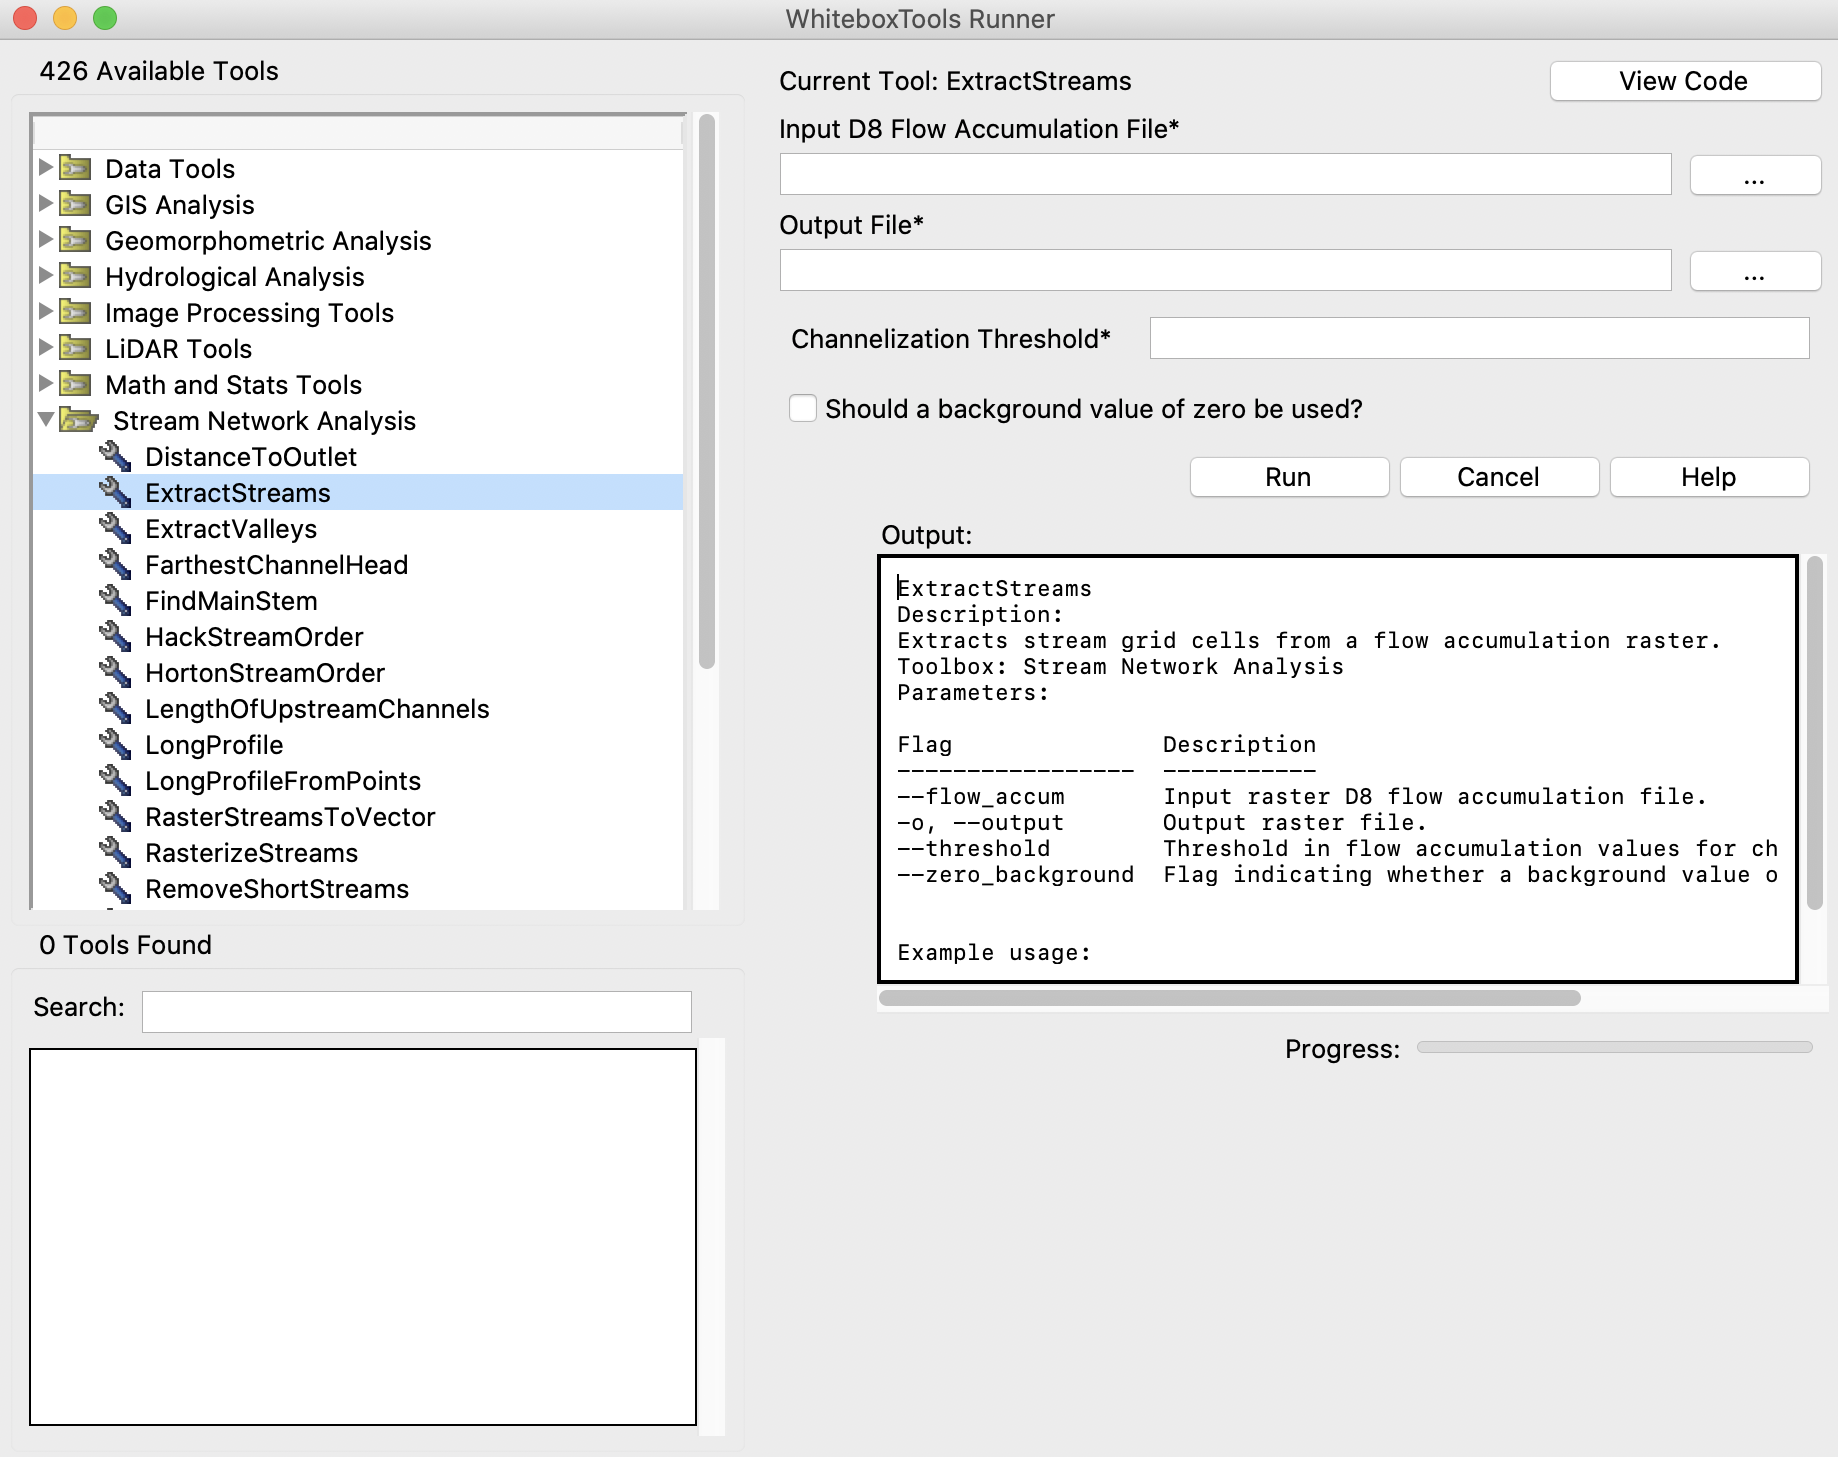 WhiteboxTools Runner
426 Available Tools
Data Tools
GIS Analysis
Geomorphometric Analysis
Hydrological Analysis
Image Processing Tools
LiDAR Tools
Math and Stats Tools
Stream Network Analysis
DistanceToOutlet
ExtractStreams
ExtractValleys
FarthestChannelHead
FindMainStem
HackStreamOrder
HortonStreamOrder
LengthOfUpstreamChannels
LongProfile
LongProfileFromPoints
RasterStreamsToVector
RasterizeStreams
RemoveShortStreams
0 Tools Found
Search:
Current Tool: ExtractStreams
View Code
Input D8 Flow Accumulation File*
...
Output File*
...
Channelization Threshold*
Should a background value of zero be used?
Run Cancel Help
Output:
ExtractStreams
Description:
Extracts stream grid cells from a flow accumulation raster.
Toolbox: Stream Network Analysis
Parameters:
Flag Description
----------------- -----------
--flow_accum Input raster D8 flow accumulation file.
-o, --output Output raster file.
--threshold Threshold in flow accumulation values for ch
--zero_background Flag indicating whether a background value o
Example usage:
Progress: